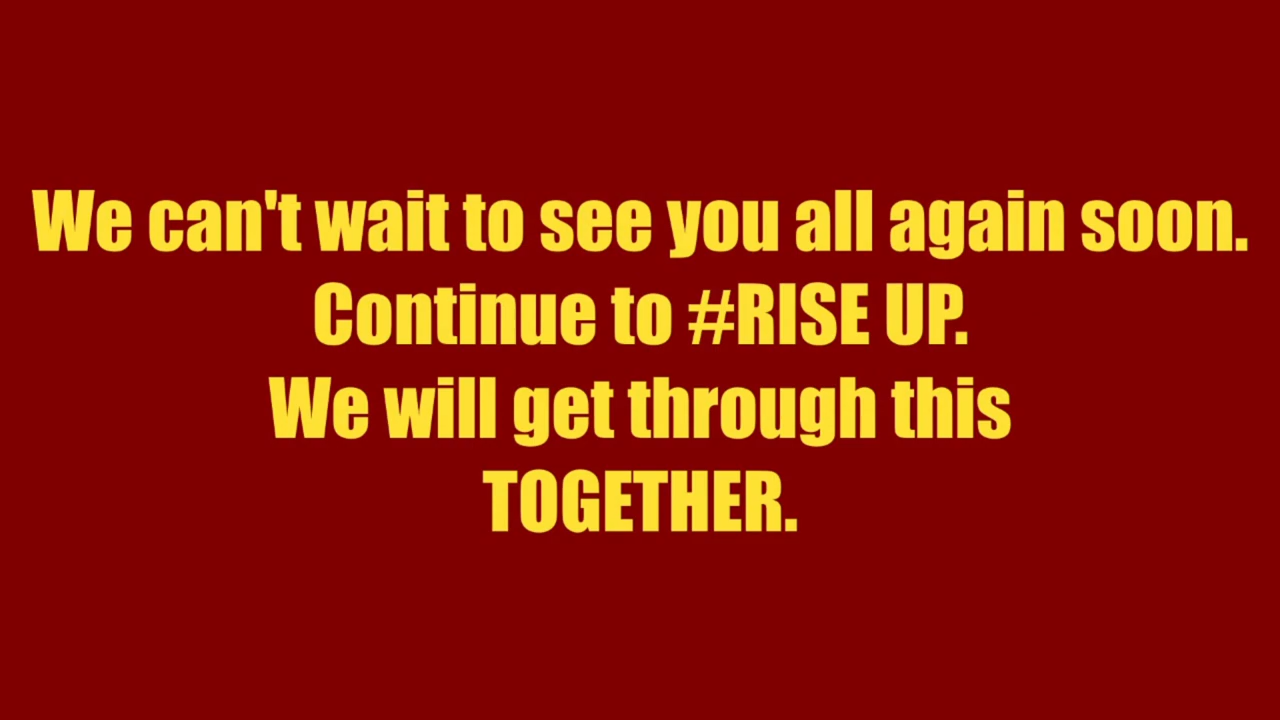 We can't wait to see you all again soon.
Continue to #RISE UP.
We will get through this
TOGETHER.